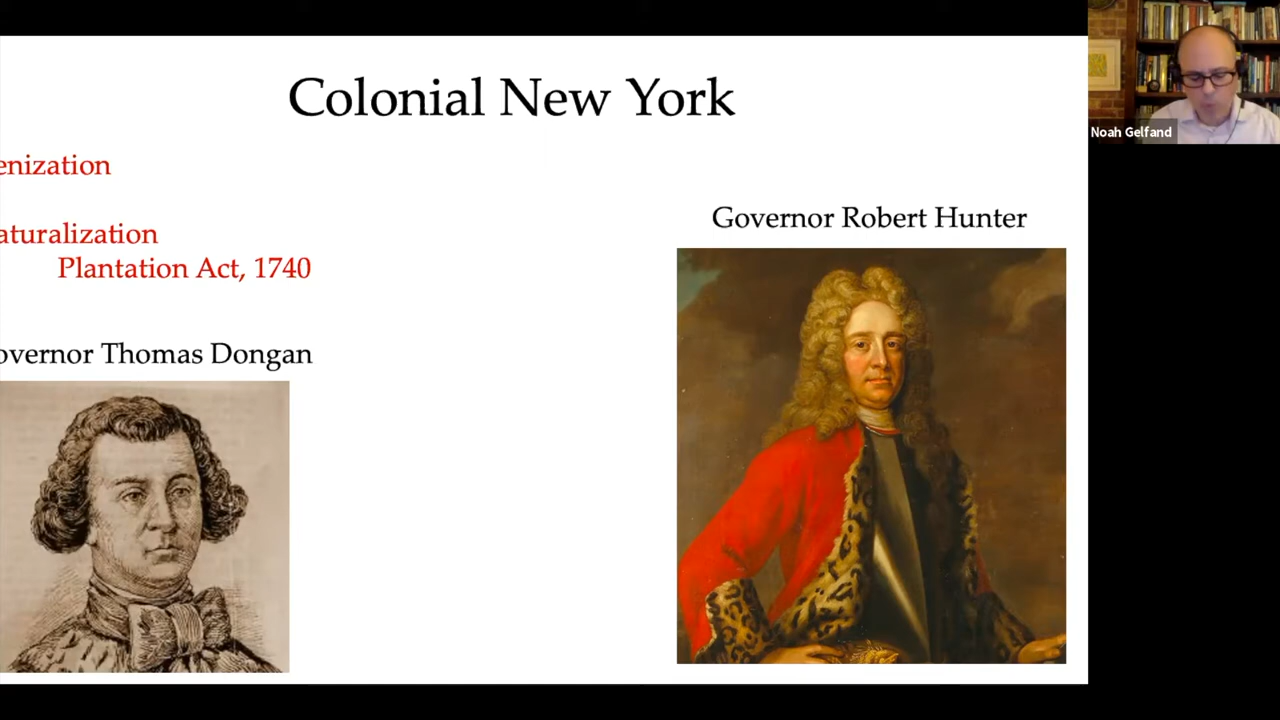 Colonial New York
enization
aturalization
Plantation Act, 1740
Governor Robert Hunter
overnor Thomas Dongan
Noah Gelfand